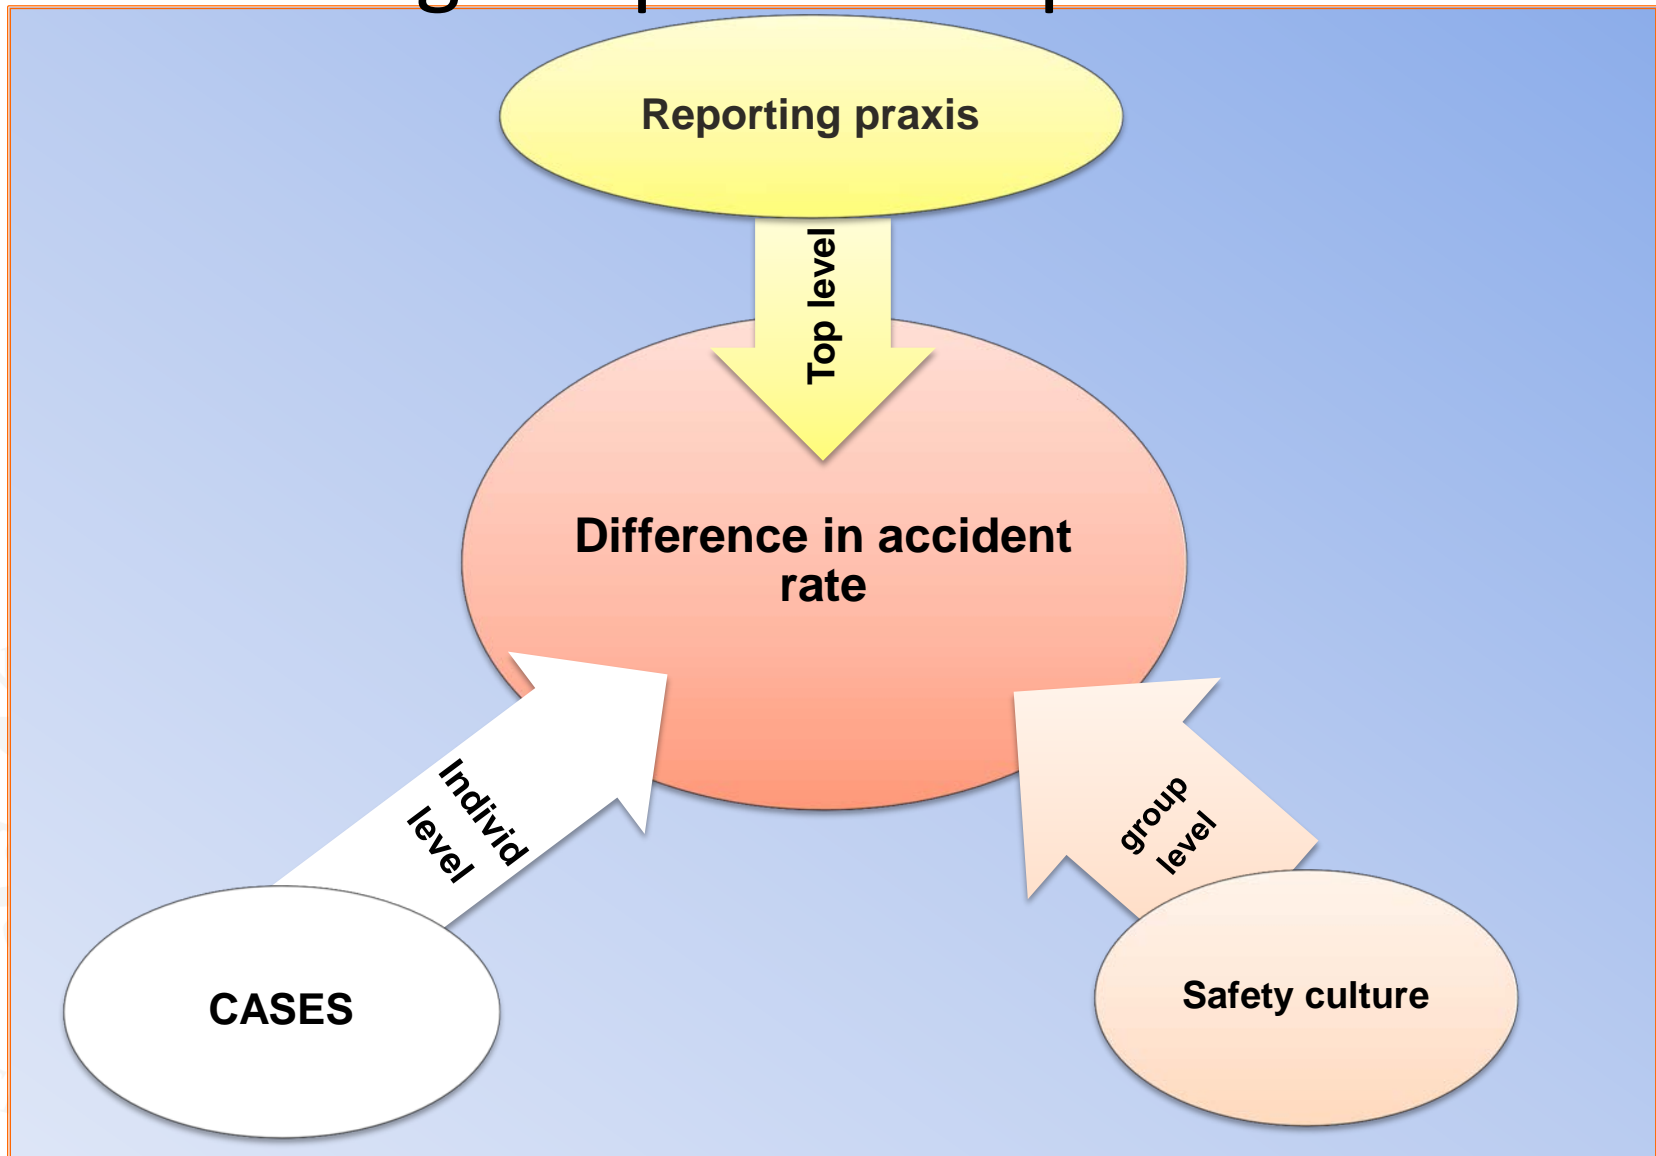 Reporting praxis
Top level
Difference in accident
rate
Individ
level
group
level
CASES
Safety culture